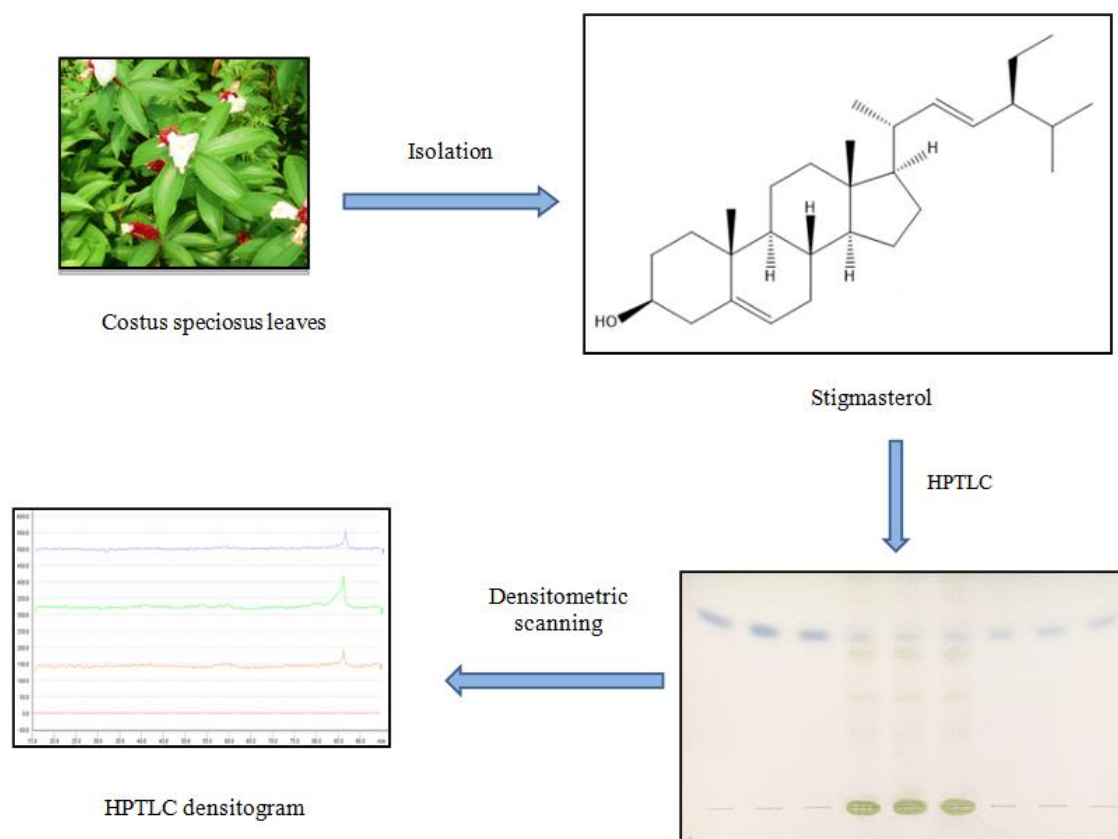 Isolation
H
H
H
H
HO
Costus speciosus leaves
Stigmasterol
HPTLC
Densitometric
scanning
HPTLC densitogram